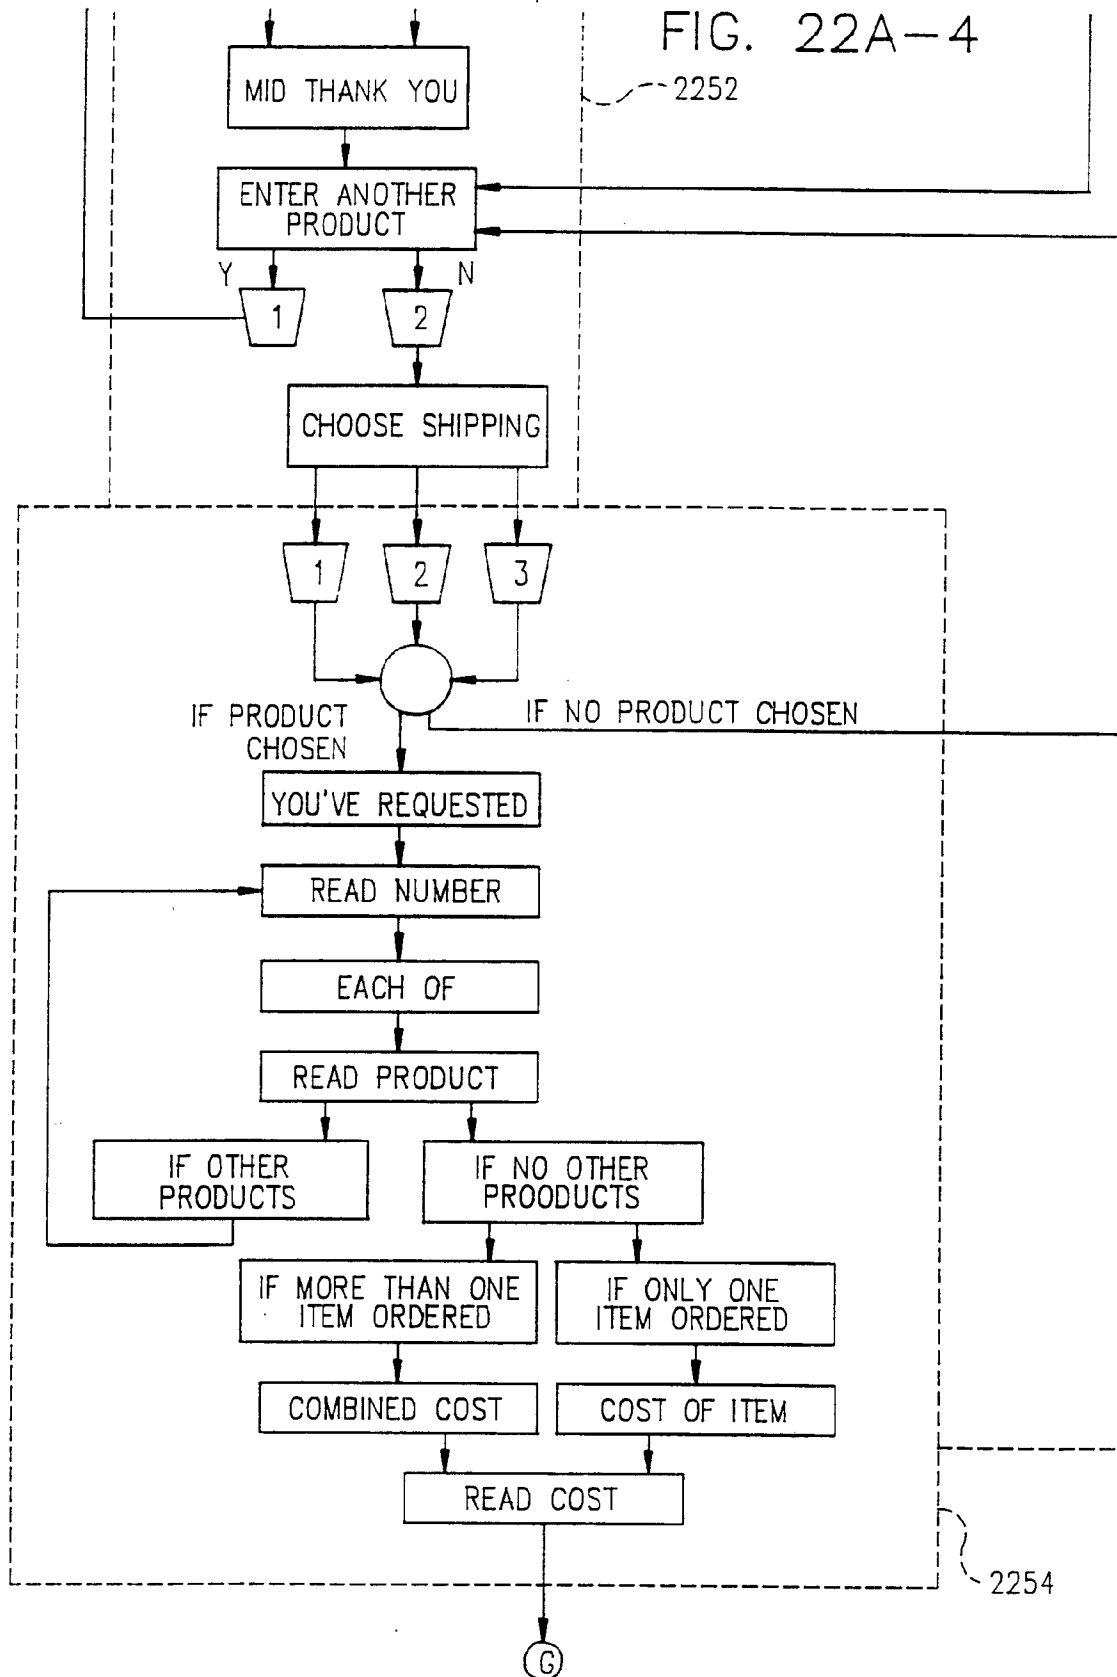 FIG. 22A-4
MID THANK YOU
2252
ENTER ANOTHER
PRODUCT
Y
N
1
2
CHOOSE SHIPPING
1
2
3
IF PRODUCT
CHOSEN
IF NO PRODUCT CHOSEN
YOU'VE REQUESTED
READ NUMBER
EACH OF
READ PRODUCT
IF OTHER
PRODUCTS
IF NO OTHER
PROODUCTS
IF MORE THAN ONE
ITEM ORDERED
IF ONLY ONE
ITEM ORDERED
COMBINED COST
COST OF ITEM
READ COST
2254
G